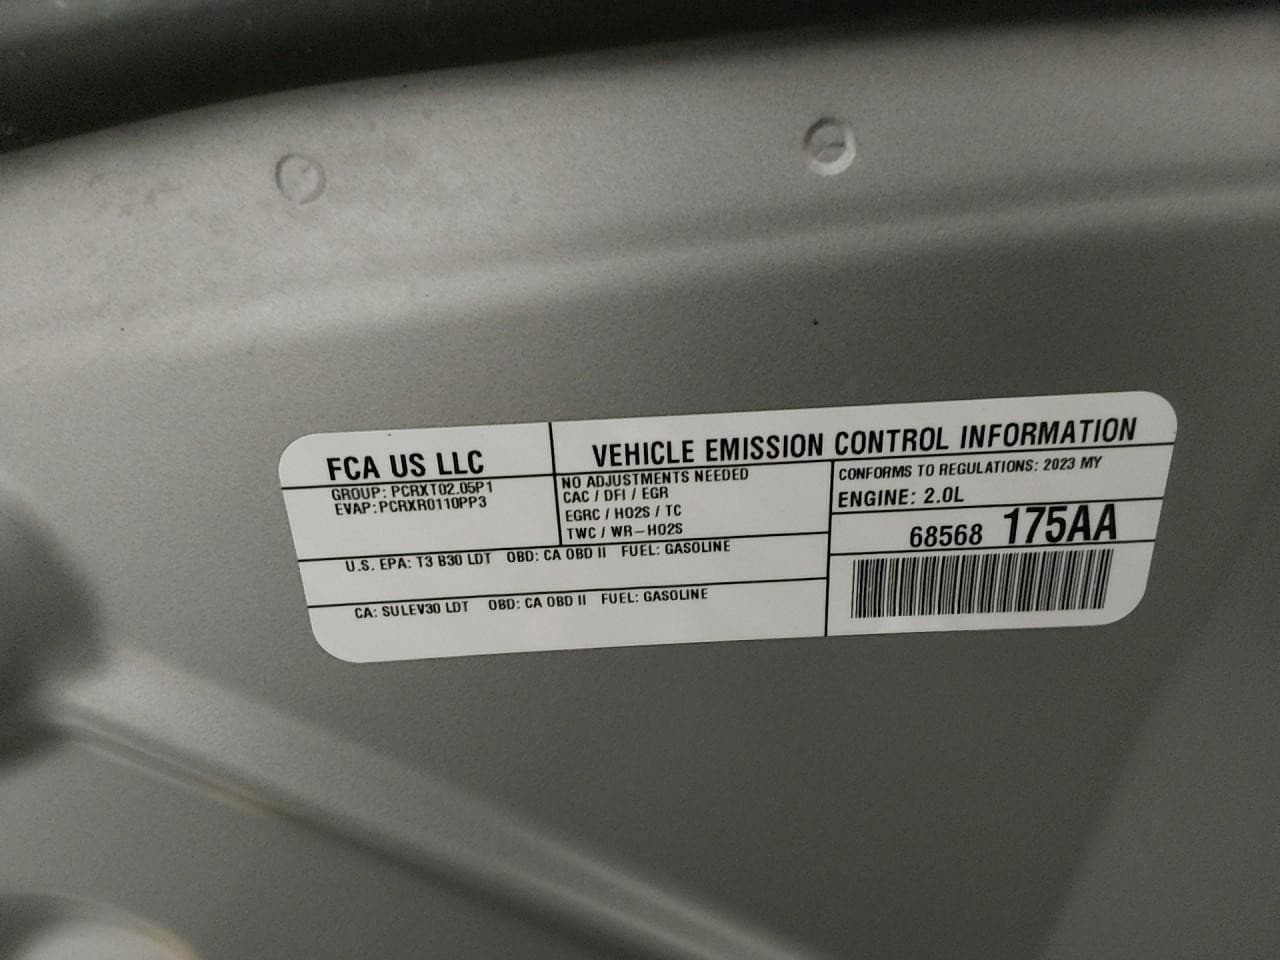 FCA US LLC
GROUP: PCRXT02.05P1
EVAP: PCRXR0110PP3
VEHICLE EMISSION CONTROL INFORMATION
NO ADJUSTMENTS NEEDED
CAC / DFI / EGR
EGRC / HO2S / TC
TWC / WR-HO2S
CONFORMS TO REGULATIONS: 2023 MY
ENGINE: 2.0L
68568 175AA
U.S. EPA: T3 B30 LDT OBD: CA OBD II FUEL: GASOLINE
CA: SULEV30 LDT OBD: CA OBD II FUEL: GASOLINE